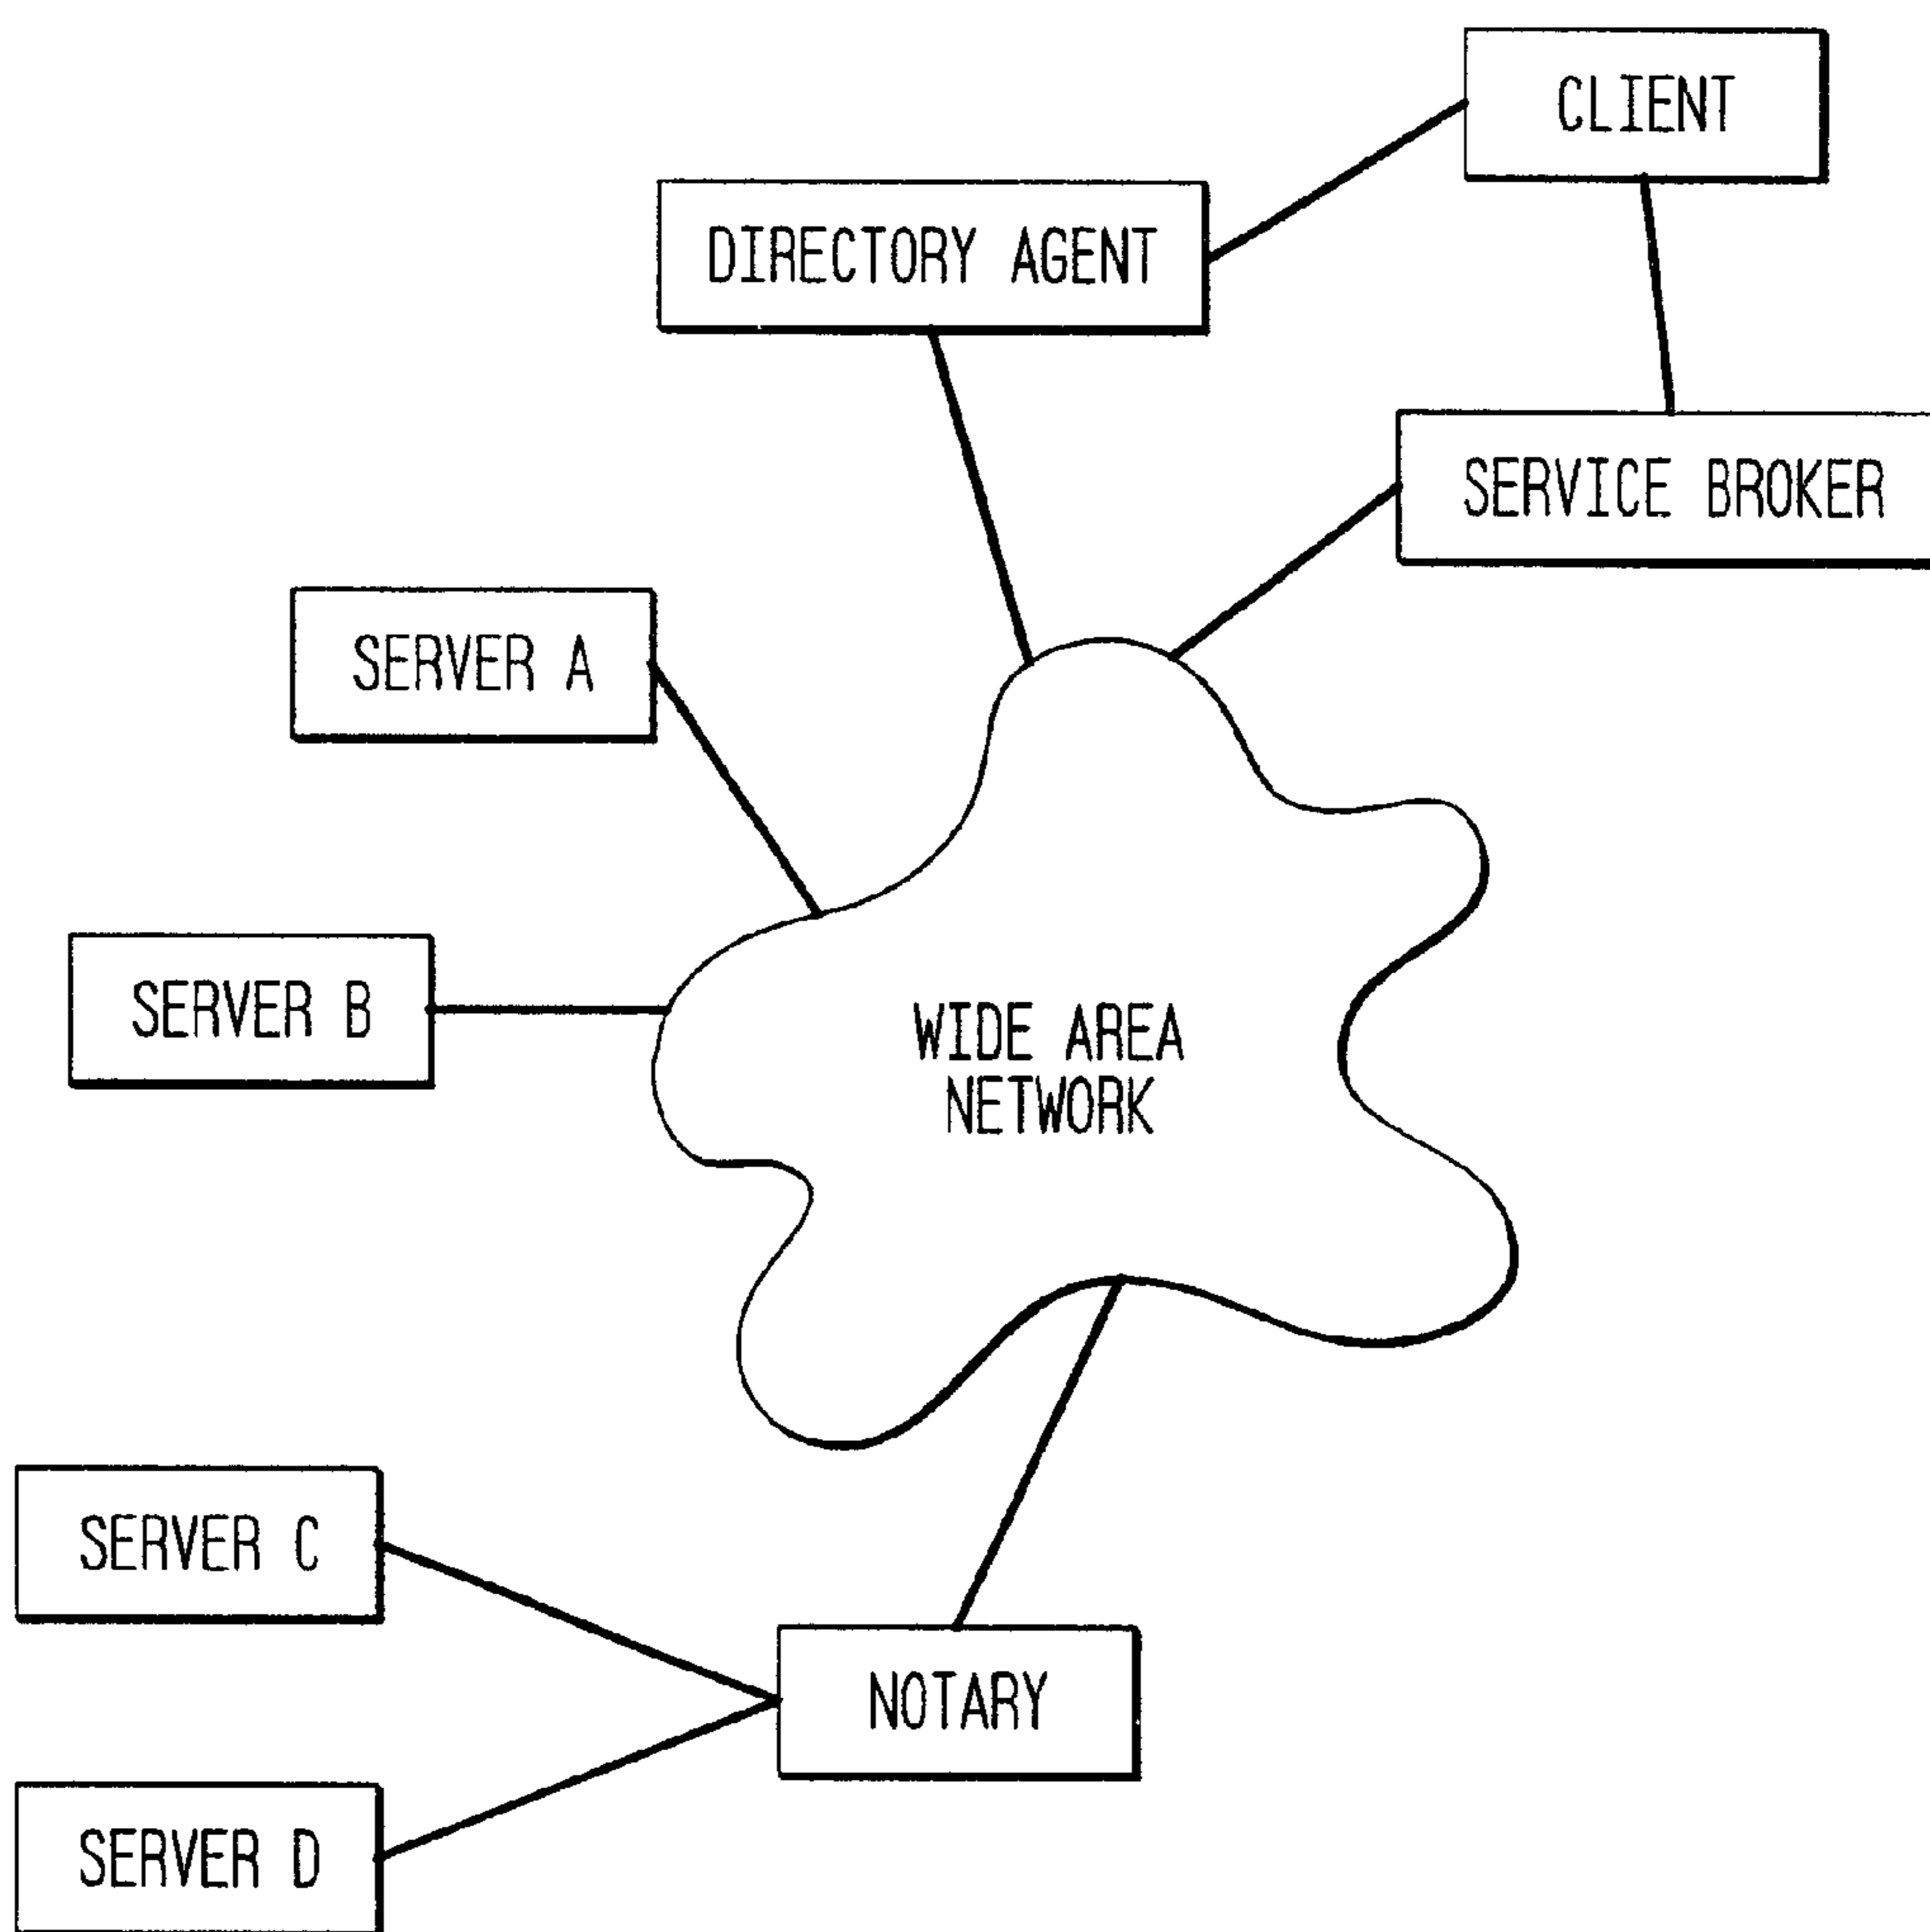 CLIENT
DIRECTORY AGENT
SERVICE BROKER
SERVER A
SERVER B
WIDE AREA
NETWORK
SERVER C
NOTARY
SERVER D